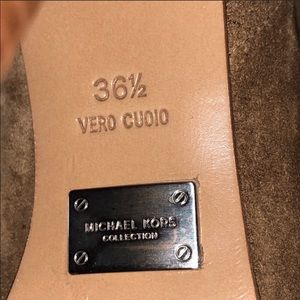 36½
VERO CUOIO
MICHAEL KORS
COLLECTION